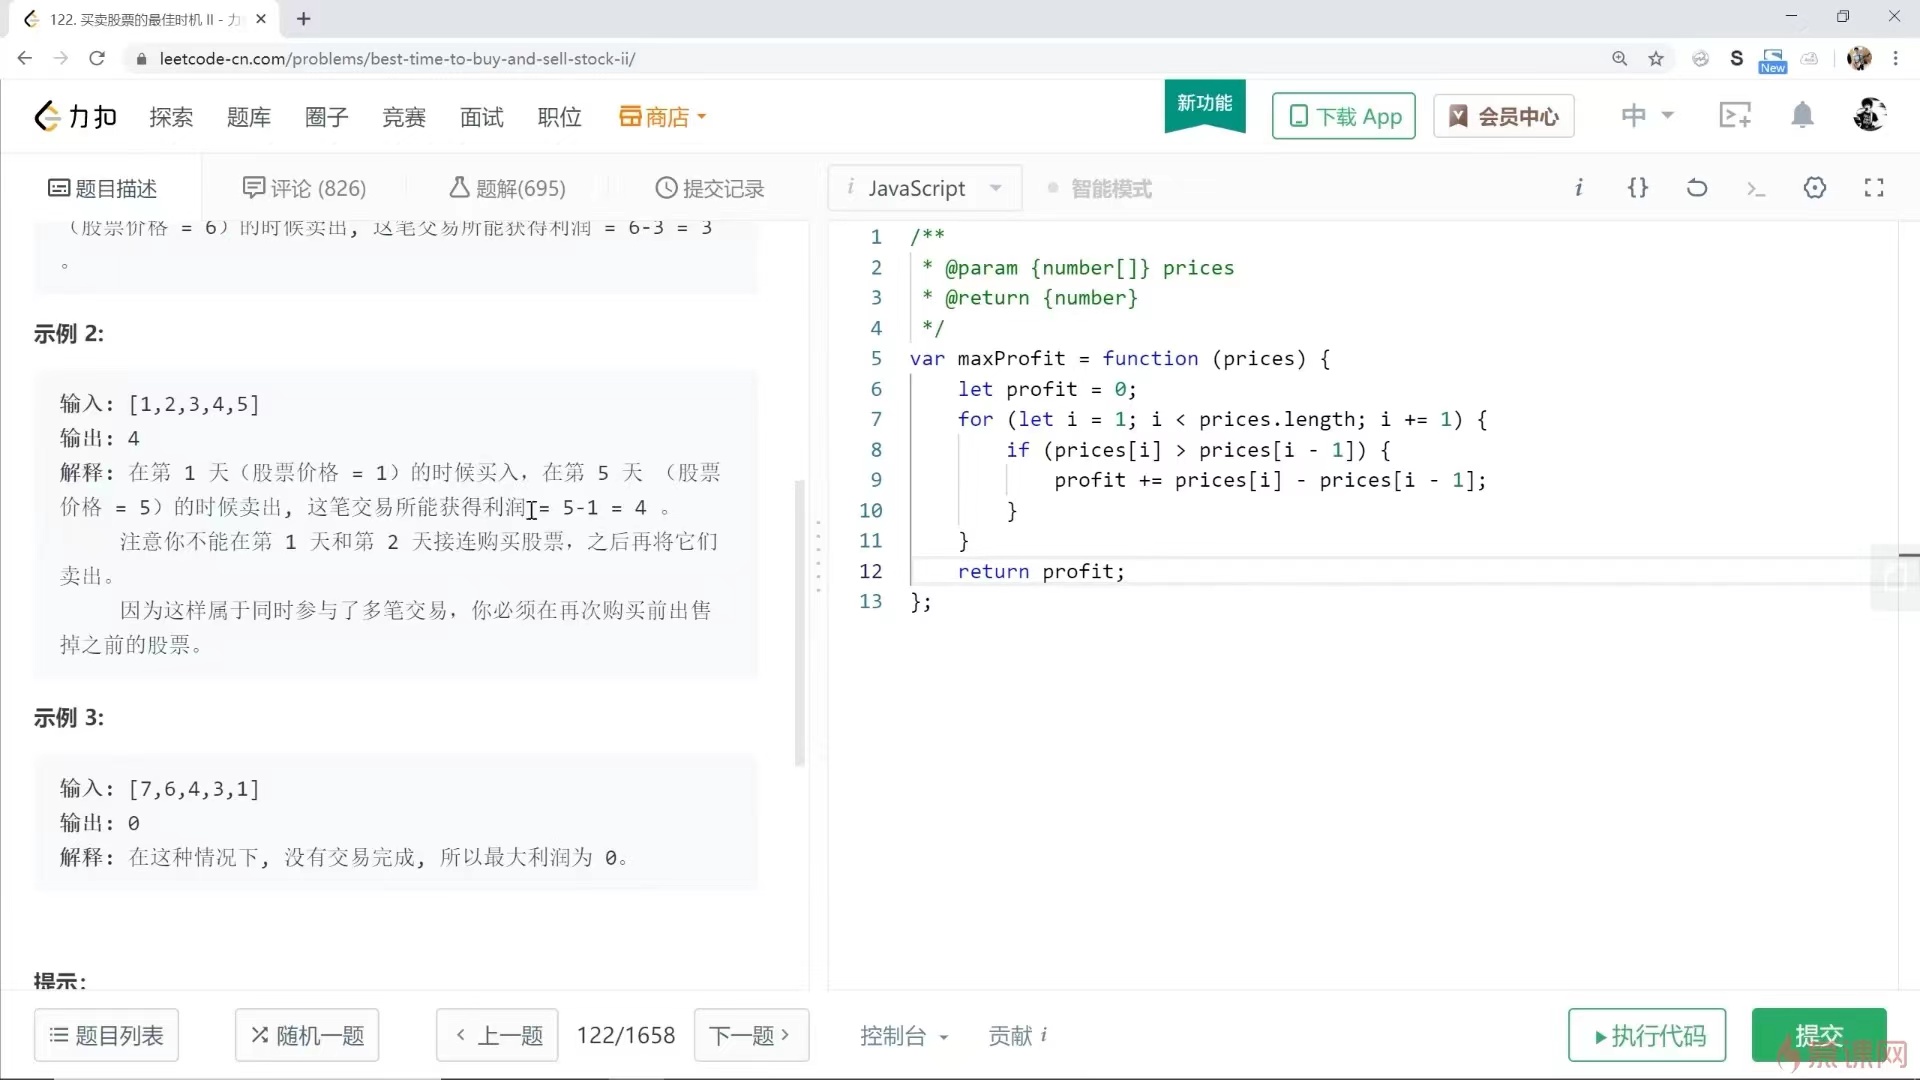 122. 买卖股票的最佳时机 II - 力
leetcode-cn.com/problems/best-time-to-buy-and-sell-stock-ii/
S
New
力扣
探索
题库
圈子
竞赛
面试
职位
商店
新功能
下载 App
会员中心
中
题目描述
评论 (826)
题解(695)
提交记录
i JavaScript
智能模式
i
{}
（股票价格 = 6）的时候卖出, 这笔交易所能获得利润 = 6-3 = 3
。
示例 2:
输入: [1,2,3,4,5]
输出: 4
解释: 在第 1 天（股票价格 = 1）的时候买入，在第 5 天 （股票
价格 = 5）的时候卖出, 这笔交易所能获得利润 = 5-1 = 4 。
注意你不能在第 1 天和第 2 天接连购买股票，之后再将它们
卖出。
因为这样属于同时参与了多笔交易，你必须在再次购买前出售
掉之前的股票。
示例 3:
输入: [7,6,4,3,1]
输出: 0
解释: 在这种情况下, 没有交易完成, 所以最大利润为 0。
提示:
1 /**
2 * @param {number[]} prices
3 * @return {number}
4 */
5 var maxProfit = function (prices) {
6 let profit = 0;
7 for (let i = 1; i < prices.length; i += 1) {
8 if (prices[i] > prices[i - 1]) {
9 profit += prices[i] - prices[i - 1];
10 }
11 }
12 return profit;
13 };
题目列表
随机一题
上一题
122/1658
下一题
控制台
贡献 i
执行代码
提交
慕课网